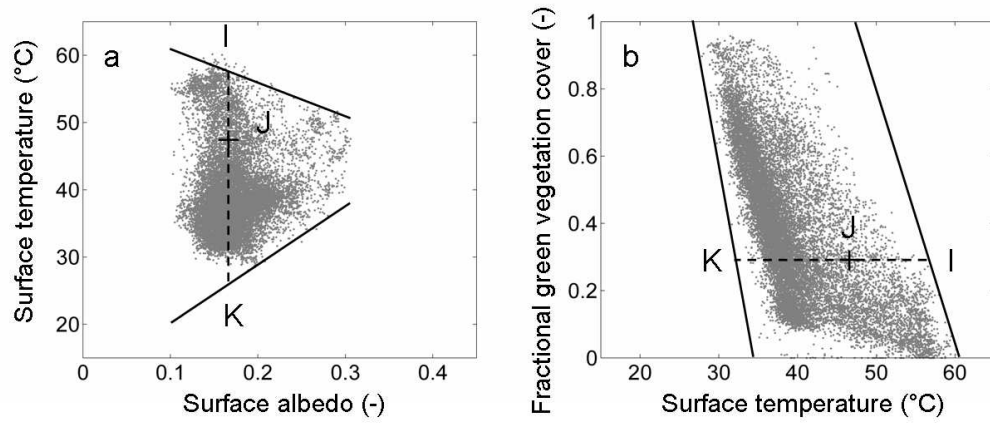 a
I
J
K
Surface temperature (°C)
60
50
40
30
20
0
0.1
0.2
0.3
0.4
Surface albedo (-)
b
J
K
I
Fractional green vegetation cover (-)
1
0.8
0.6
0.4
0.2
0
20
30
40
50
60
Surface temperature (°C)